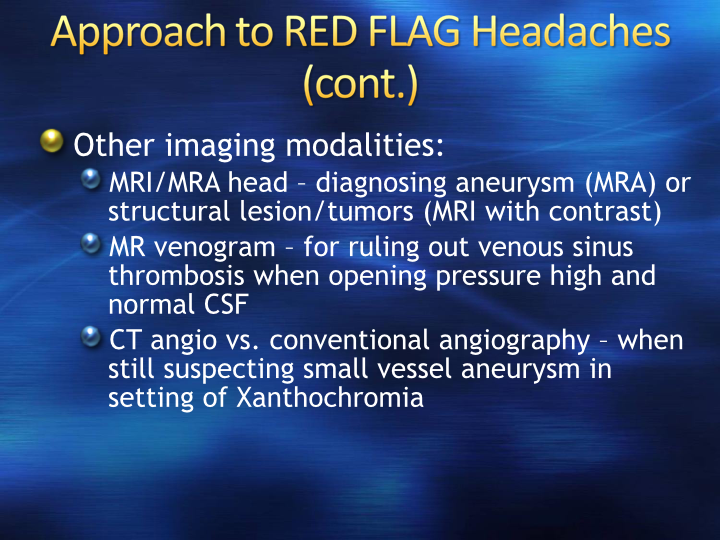 Approach to RED FLAG Headaches
(cont.)
Other imaging modalities:
MRI/MRA head – diagnosing aneurysm (MRA) or
structural lesion/tumors (MRI with contrast)
MR venogram – for ruling out venous sinus
thrombosis when opening pressure high and
normal CSF
CT angio vs. conventional angiography – when
still suspecting small vessel aneurysm in
setting of Xanthochromia